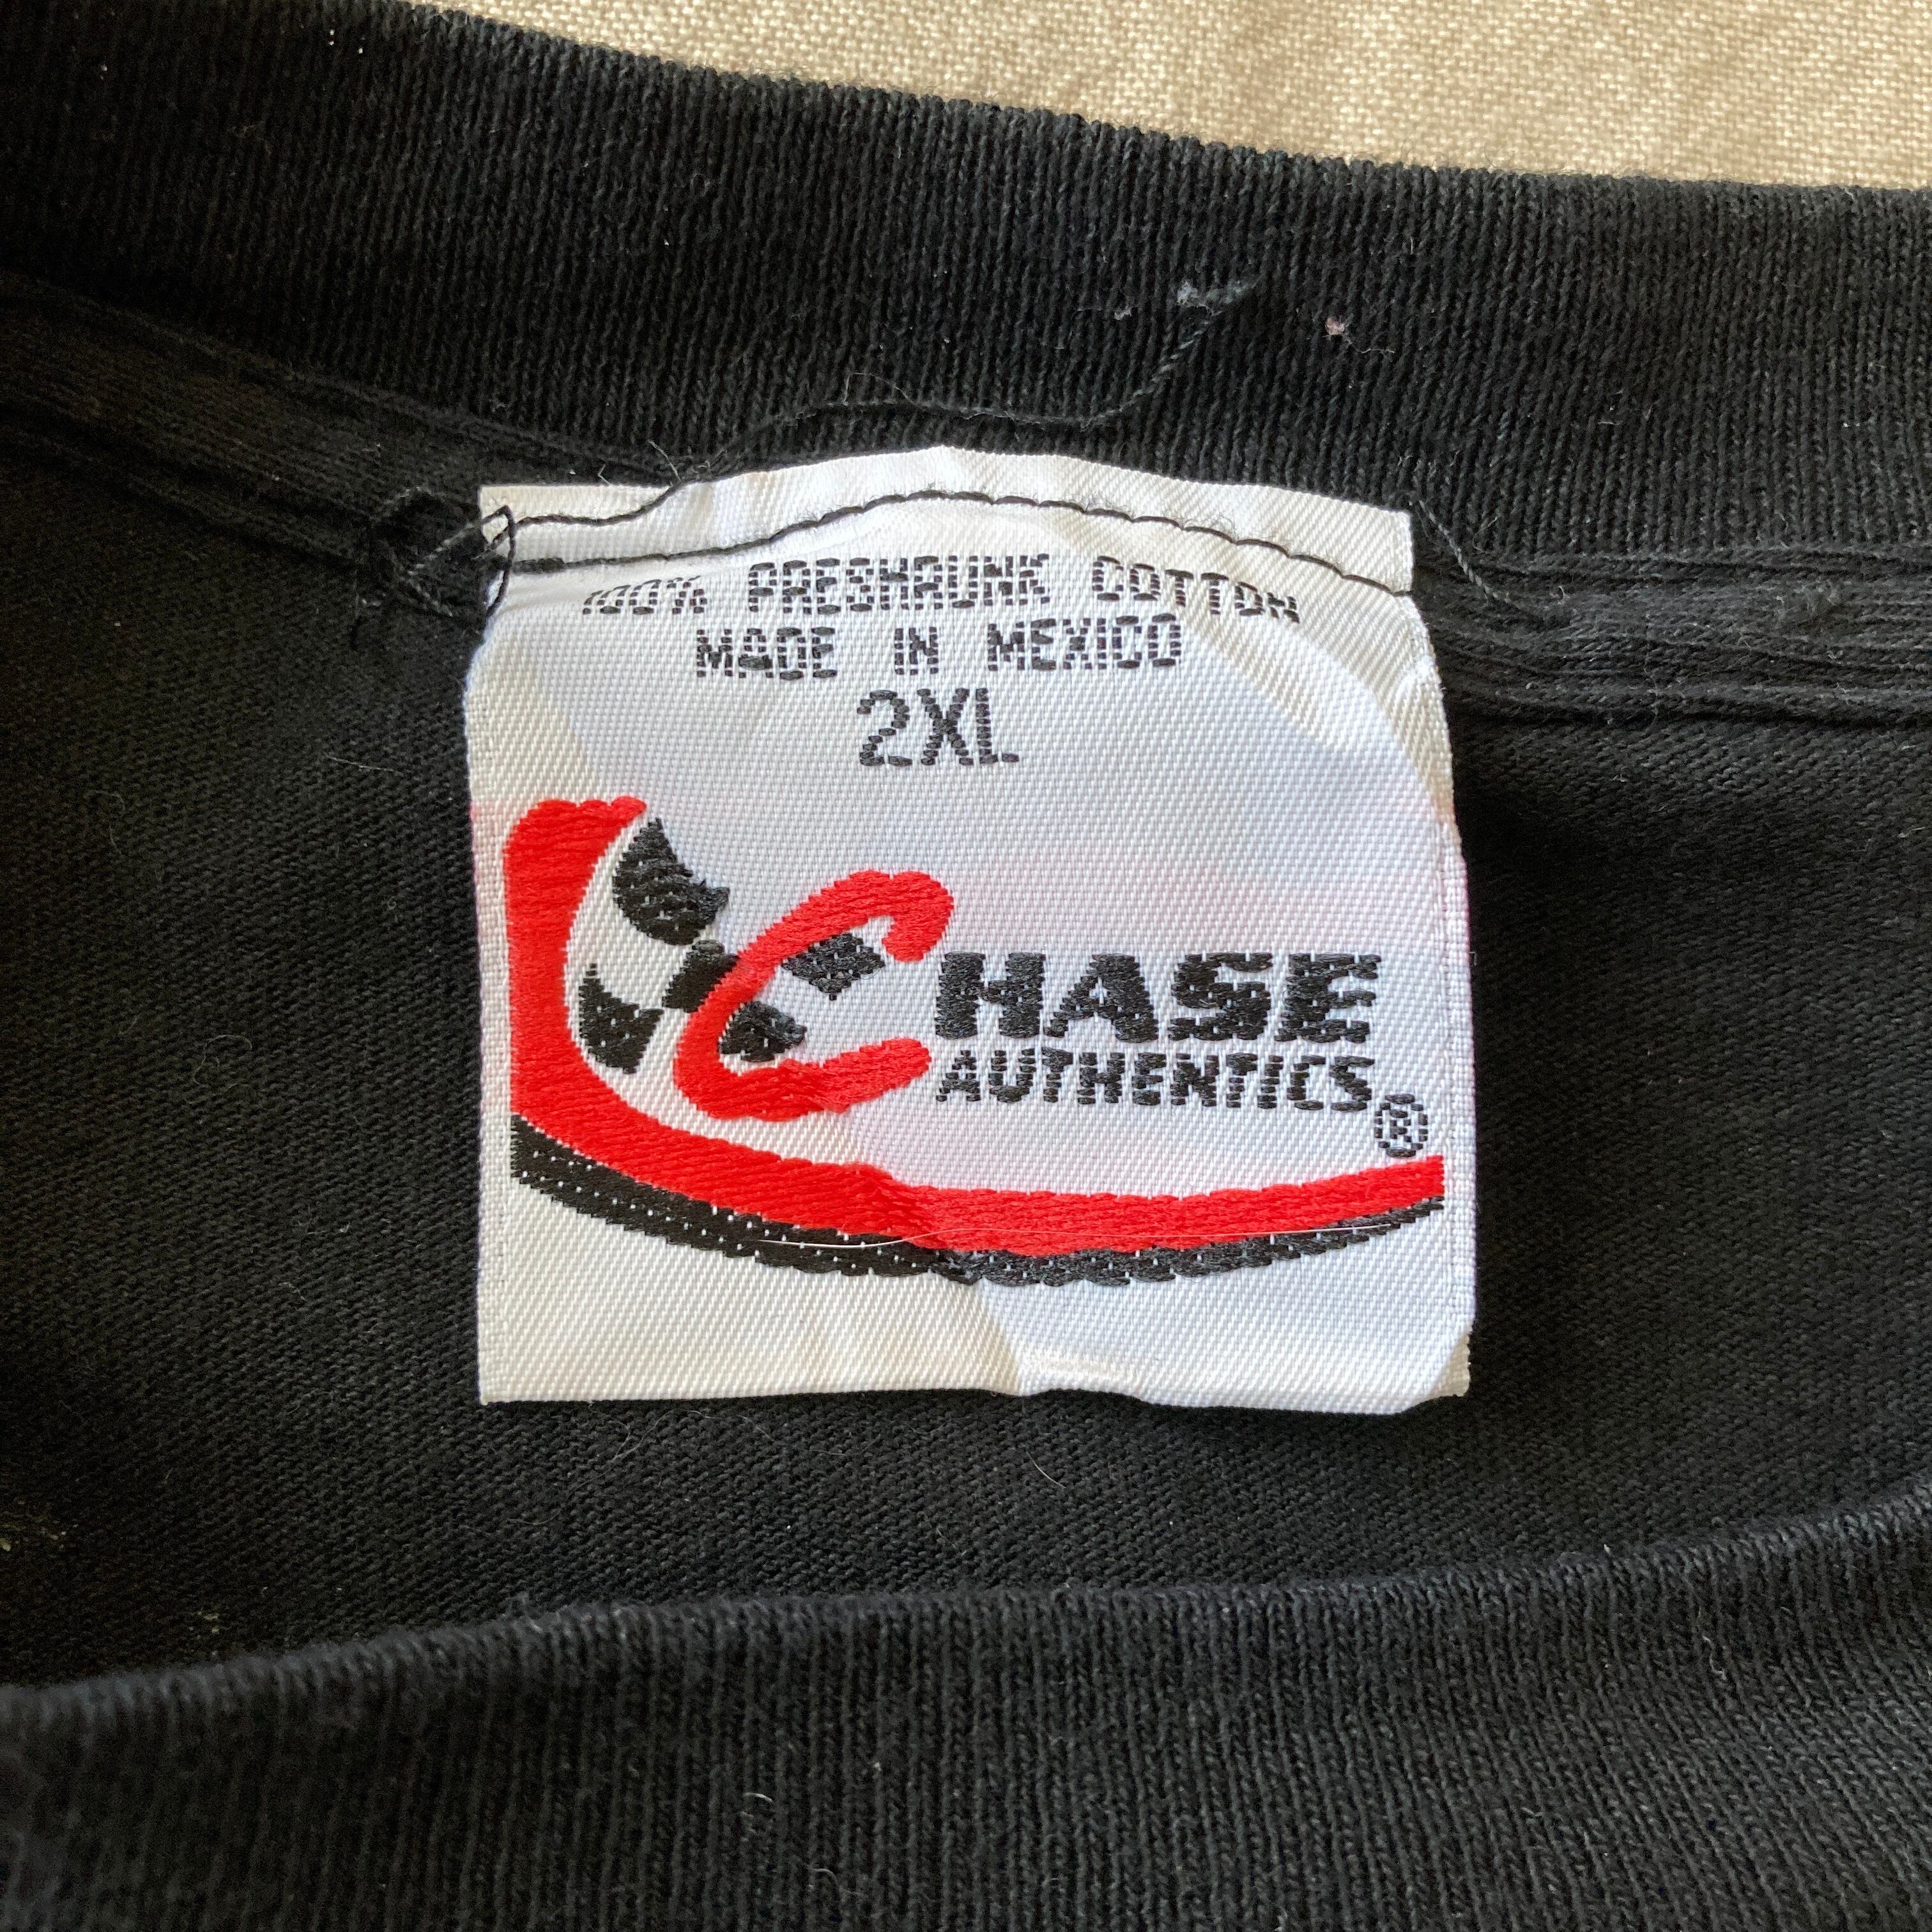 100% PRESHRUNK COTTON
MADE IN MEXICO
2XL
CHASE
AUTHENTICS®